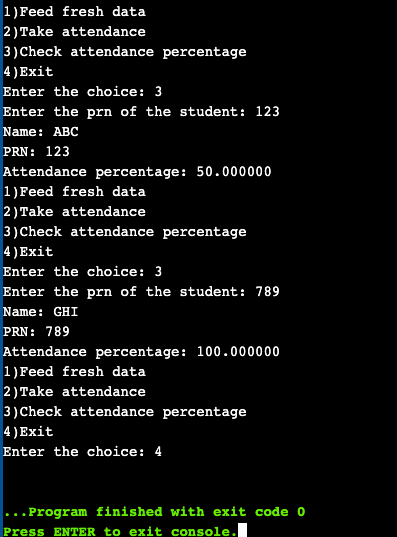 1)Feed fresh data
2)Take attendance
3)Check attendance percentage
4)Exit
Enter the choice: 3
Enter the prn of the student: 123
Name: ABC
PRN: 123
Attendance percentage: 50.000000
1)Feed fresh data
2)Take attendance
3)Check attendance percentage
4)Exit
Enter the choice: 3
Enter the prn of the student: 789
Name: GHI
PRN: 789
Attendance percentage: 100.000000
1)Feed fresh data
2)Take attendance
3)Check attendance percentage
4)Exit
Enter the choice: 4
...Program finished with exit code 0
Press ENTER to exit console.